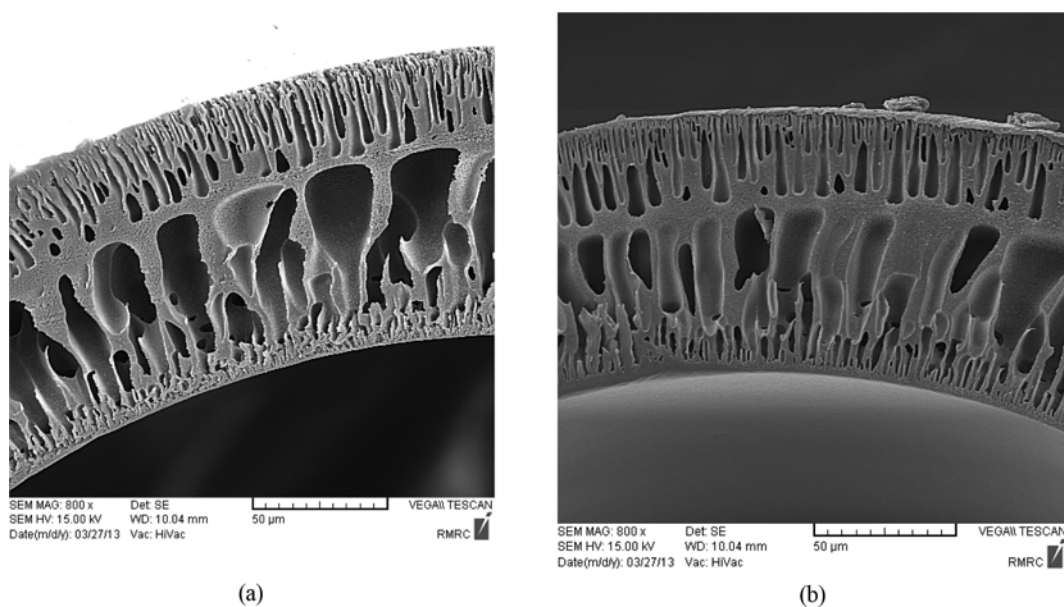 SEM MAG: 800 x Det: SE VEGA\\ TESCAN
SEM HV: 15.00 kV WD: 10.04 mm 50 µm
Date(m/d/y): 03/27/13 Vac: HiVac RMRC
(a)
SEM MAG: 800 x Det: SE VEGA\\ TESCAN
SEM HV: 15.00 kV WD: 10.04 mm 50 µm
Date(m/d/y): 03/27/13 Vac: HiVac RMRC
(b)